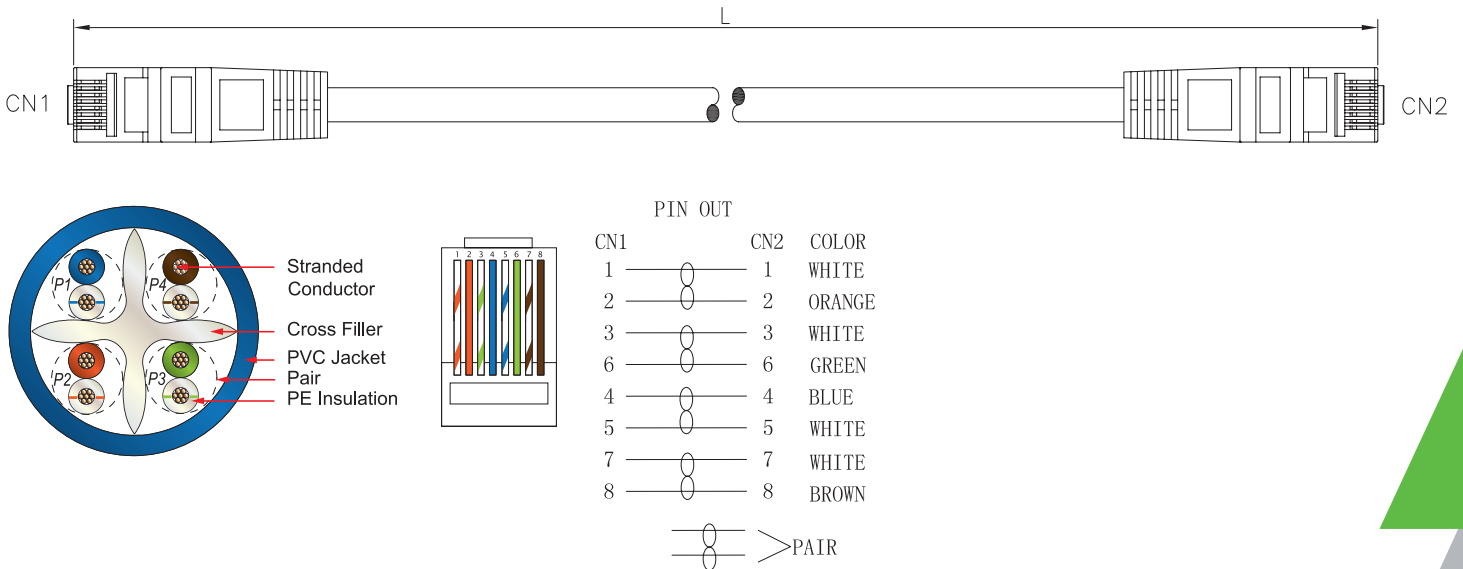 L
CN1
CN2
P1
P4
P2
P3
Stranded
Conductor
Cross Filler
PVC Jacket
Pair
PE Insulation
1 2 3 4 5 6 7 8
PIN OUT
CN1 CN2 COLOR
1 1 WHITE
2 2 ORANGE
3 3 WHITE
6 6 GREEN
4 4 BLUE
5 5 WHITE
7 7 WHITE
8 8 BROWN
PAIR